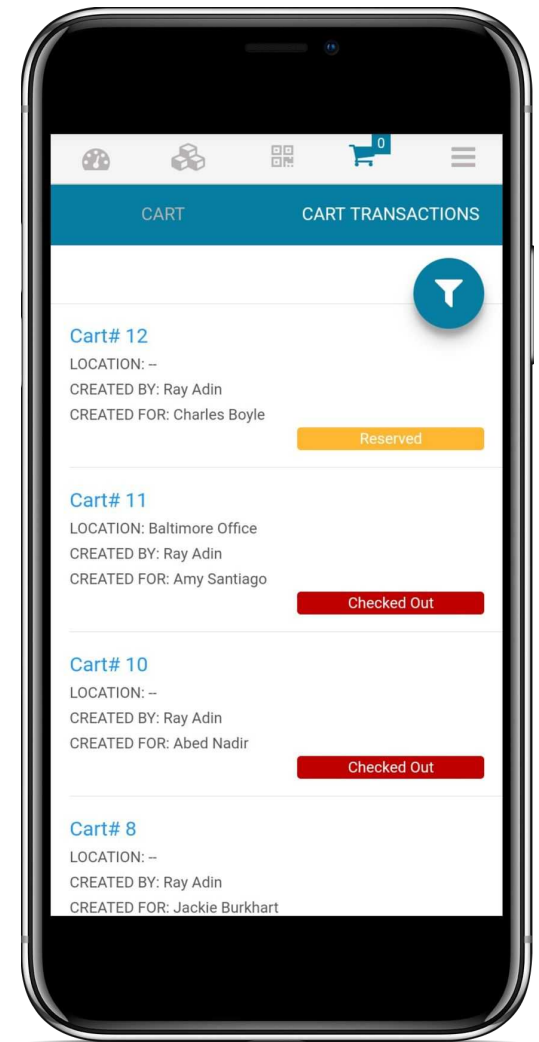 0
CART CART TRANSACTIONS
Cart# 12
LOCATION: --
CREATED BY: Ray Adin
CREATED FOR: Charles Boyle
Reserved
Cart# 11
LOCATION: Baltimore Office
CREATED BY: Ray Adin
CREATED FOR: Amy Santiago
Checked Out
Cart# 10
LOCATION: --
CREATED BY: Ray Adin
CREATED FOR: Abed Nadir
Checked Out
Cart# 8
LOCATION: --
CREATED BY: Ray Adin
CREATED FOR: Jackie Burkhart